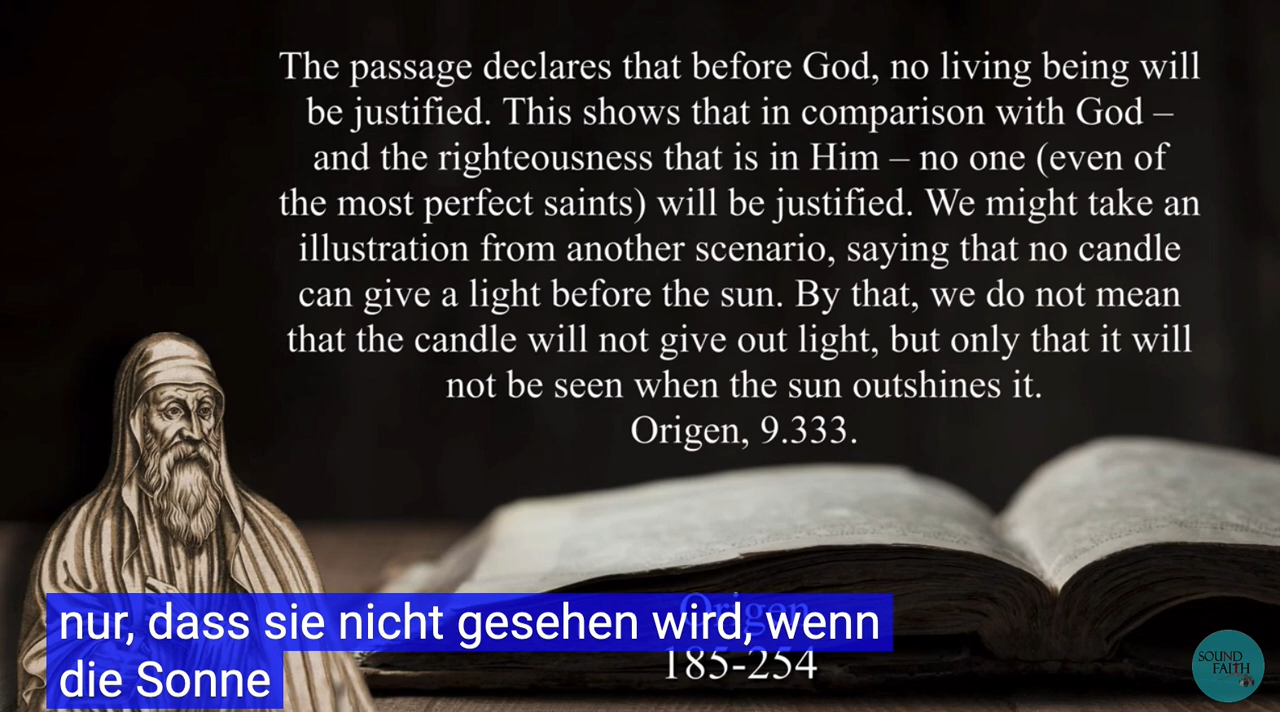 The passage declares that before God, no living being will
be justified. This shows that in comparison with God –
and the righteousness that is in Him – no one (even of
the most perfect saints) will be justified. We might take an
illustration from another scenario, saying that no candle
can give a light before the sun. By that, we do not mean
that the candle will not give out light, but only that it will
not be seen when the sun outshines it.
Origen, 9.333.
Origen
185-254
nur, dass sie nicht gesehen wird, wenn
die Sonne
SOUND
FAITH